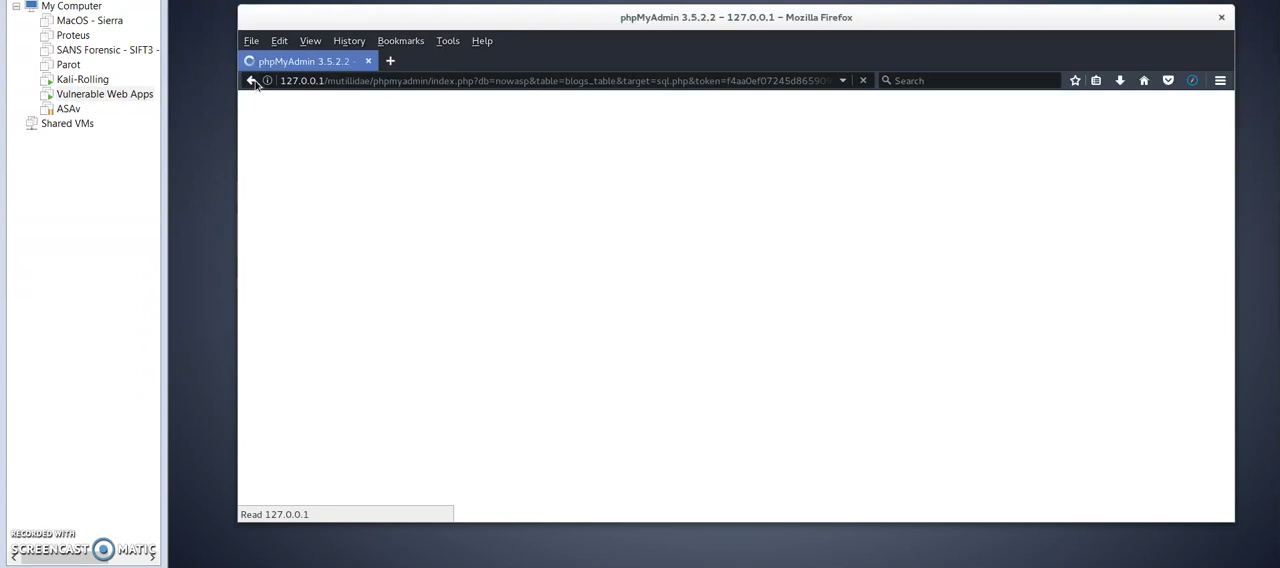 My Computer
MacOS - Sierra
Proteus
SANS Forensic - SIFT3 -
Parot
Kali-Rolling
Vulnerable Web Apps
ASAv
Shared VMs
phpMyAdmin 3.5.2.2 - 127.0.0.1 - Mozilla Firefox
File Edit View History Bookmarks Tools Help
phpMyAdmin 3.5.2.2 -
127.0.0.1/mutillidae/phpmyadmin/index.php?db=nowasp&table=blogs_table&target=sql.php&token=f4aa0ef07245d865909
Search
Read 127.0.0.1
RECORDED WITH
SCREENCAST MATIC